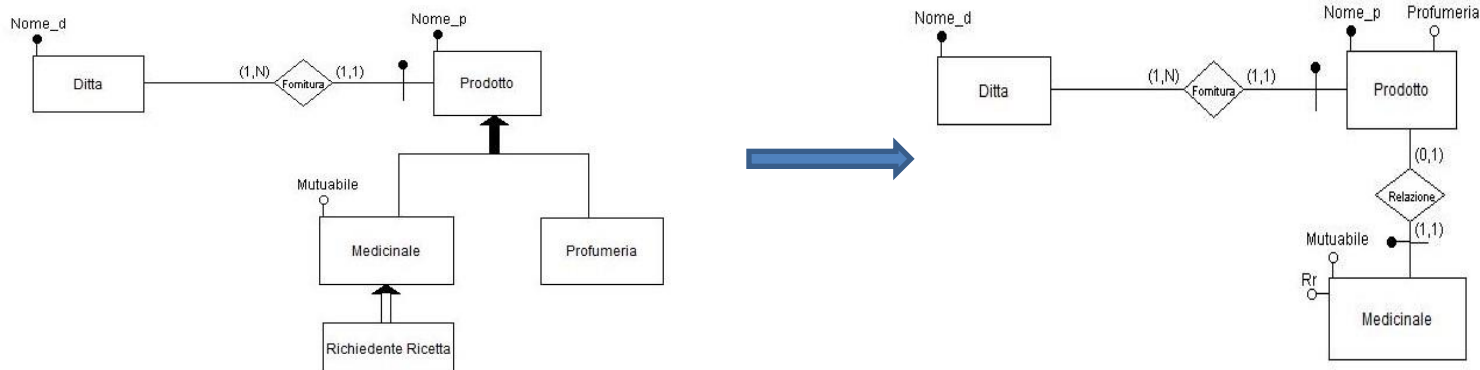 Nome_d
Nome_p
Ditta
(1,N)
Fornitura
(1,1)
Prodotto
Mutuabile
Medicinale
Profumeria
Richiedente Ricetta
Nome_d
Nome_p
Profumeria
Ditta
(1,N)
Fornitura
(1,1)
Prodotto
(0,1)
Relazione
(1,1)
Mutuabile
Rr
Medicinale